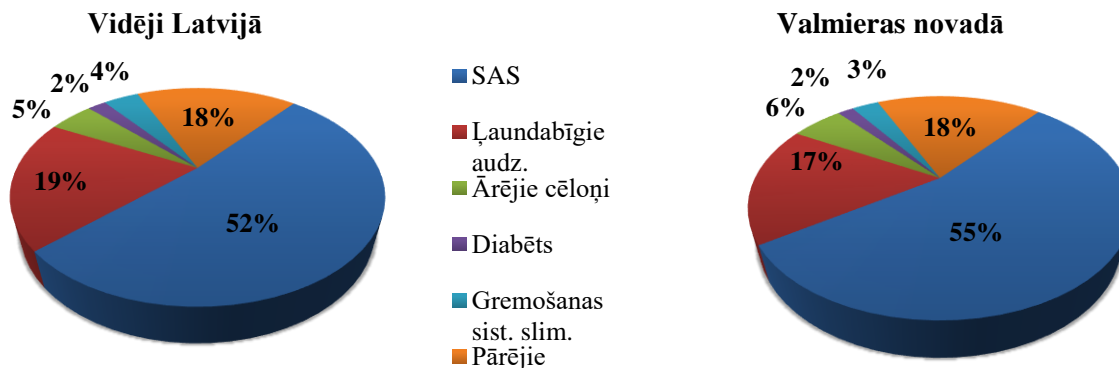 Vidēji Latvijā
2%
4%
5%
18%
19%
52%
SAS
Ļaundabīgie
audz.
Ārējie cēloņi
Diabēts
Gremošanas
sist. slim.
Pārējie
Valmieras novadā
2%
3%
6%
18%
17%
55%